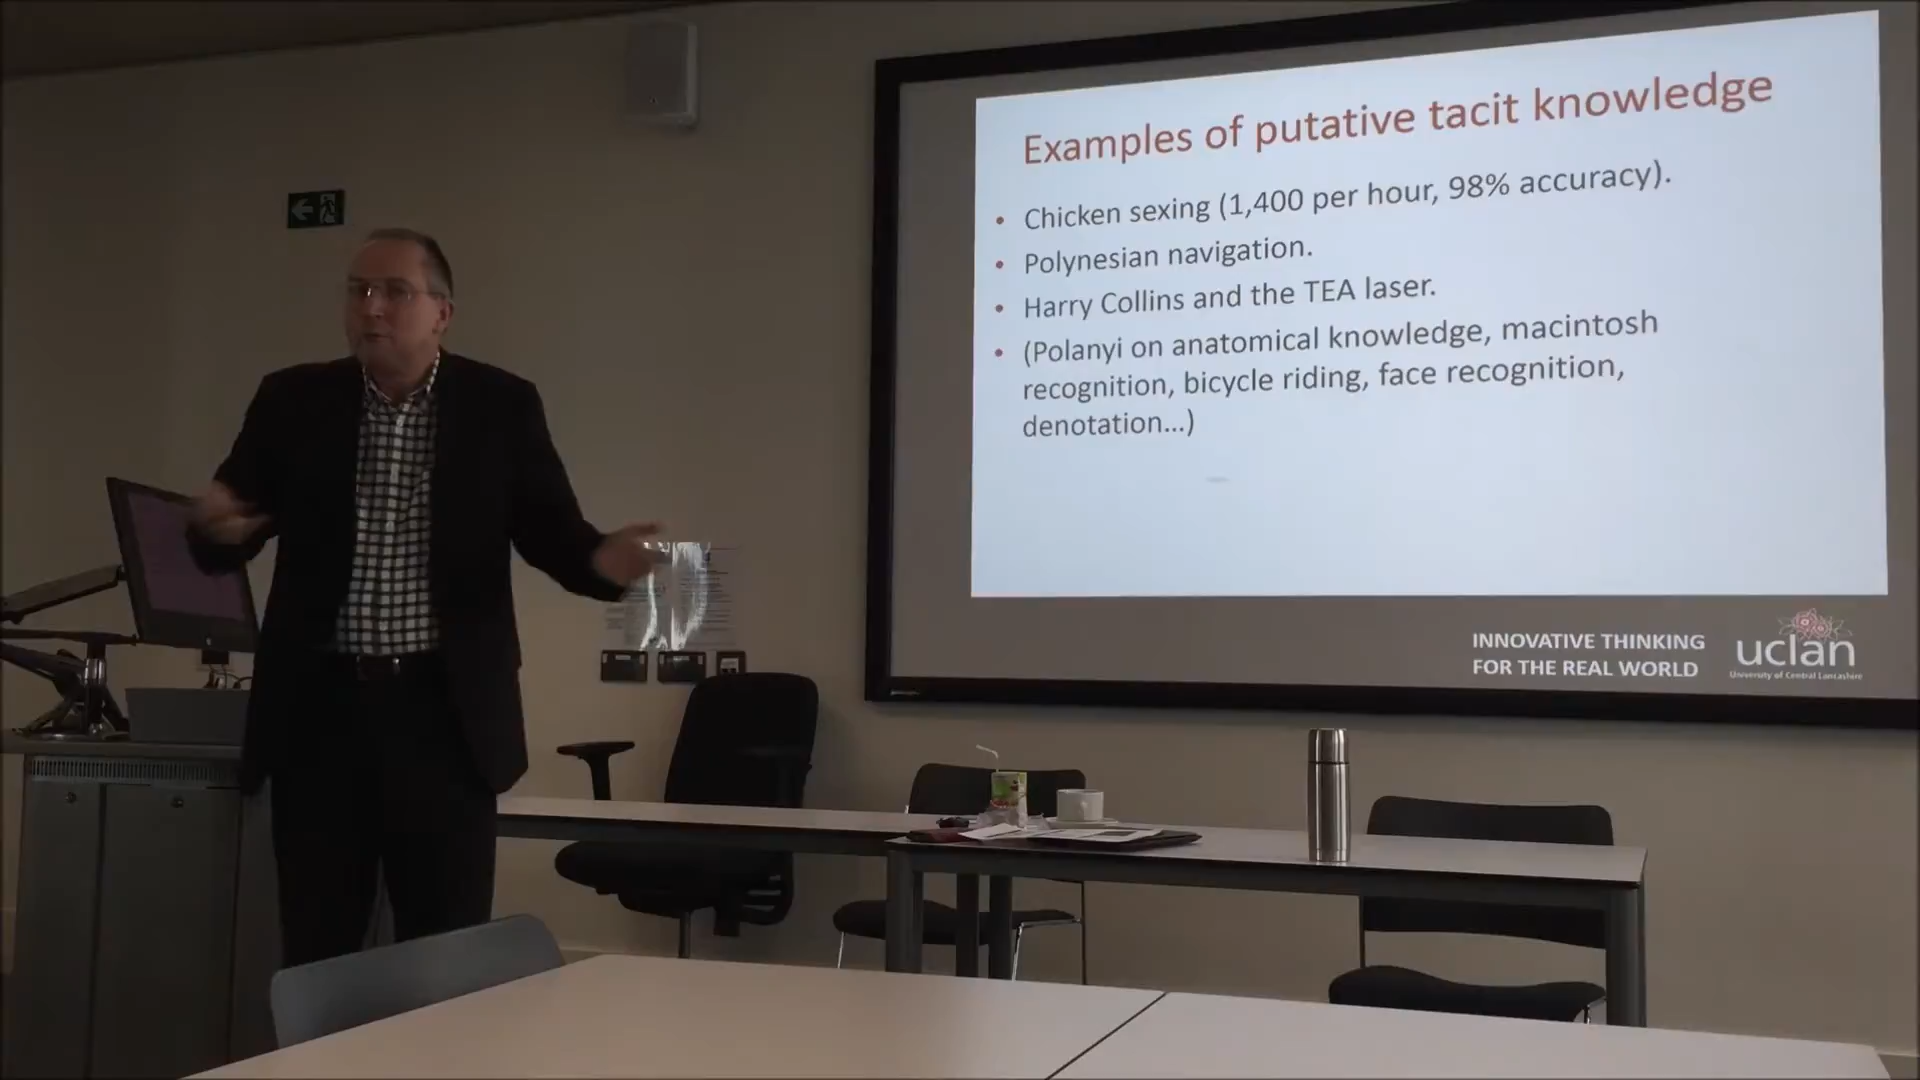 Examples of putative tacit knowledge
• Chicken sexing (1,400 per hour, 98% accuracy).
• Polynesian navigation.
• Harry Collins and the TEA laser.
• (Polanyi on anatomical knowledge, macintosh
recognition, bicycle riding, face recognition,
denotation...)
INNOVATIVE THINKING
FOR THE REAL WORLD
uclan
University of Central Lancashire